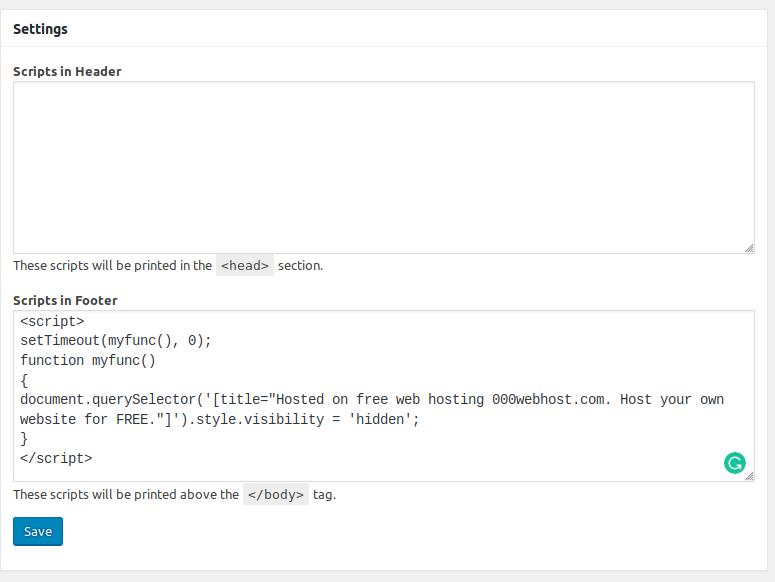 Settings
Scripts in Header
These scripts will be printed in the <head> section.
Scripts in Footer
<script>
setTimeout(myfunc(), 0);
function myfunc()
{
document.querySelector('[title="Hosted on free web hosting 000webhost.com. Host your own
website for FREE."]').style.visibility = 'hidden';
}
</script>
These scripts will be printed above the </body> tag.
Save